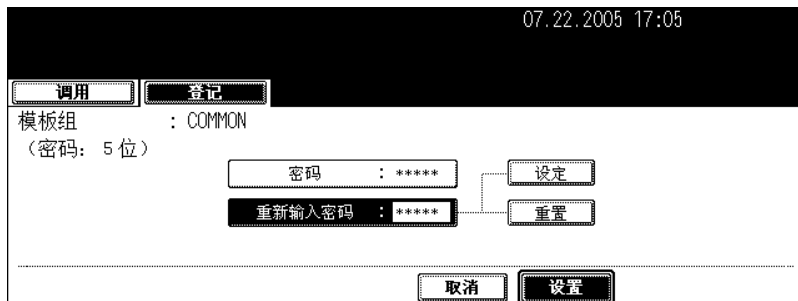 07.22.2005 17:05
调用 登记
模板组 : COMMON
（密码: 5位）
密码 : ***** 设定
重新输入密码 : ***** 重置
取消 设置